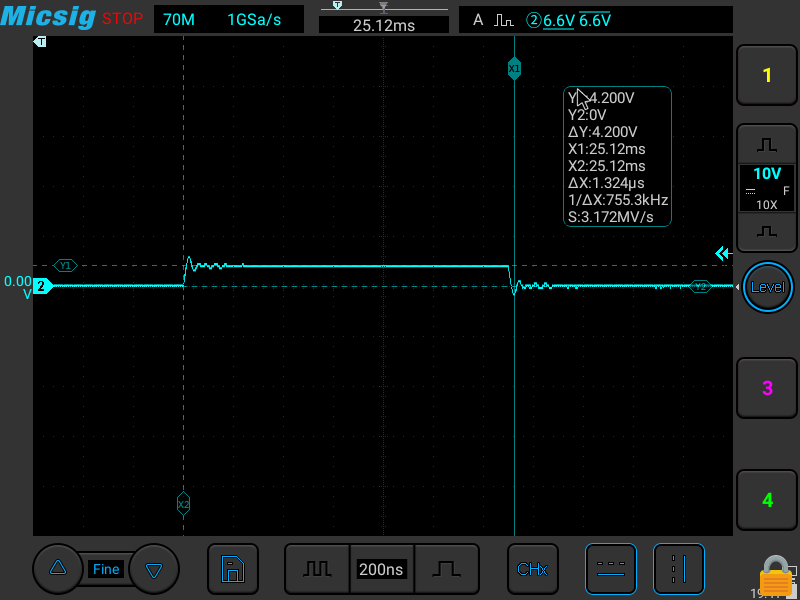 Micsig STOP 70M 1GSa/s T 25.12ms A ②6.6V 6.6V
T
X1
1
Y1:4.200V
Y2:0V
ΔY:4.200V
X1:25.12ms
X2:25.12ms
ΔX:1.324µs
1/ΔX:755.3kHz
S:3.172MV/s
10V
F
10X
Y1
0.00
V
2
Y2
Level
3
X2
4
Fine
200ns
CHx